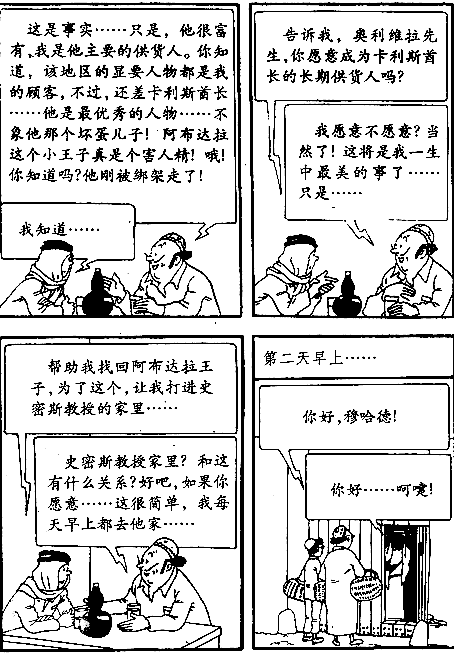 这是事实……只是，他很富
有，我是他主要的供货人。你知
道，该地区的显要人物都是我
的顾客，不过，还差卡利斯酋长
……他是最优秀的人物……不
象他那个坏蛋儿子！阿布达拉
这个小王子真是个害人精！哦！
你知道吗？他刚被绑架走了！
我知道……
告诉我，奥利维拉先
生，你愿意成为卡利斯酋
长的长期供货人吗？
我愿意不愿意？当
然了！这将是我一生
中最美的事了……
只是……
帮助我找回阿布达拉王
子，为了这个，让我打进史
密斯教授的家里……
史密斯教授家里？和这
有什么关系？好吧，如果你
愿意……这很简单，我每
天早上都去他家……
第二天早上……
你好，穆哈德！
你好……呵嚏！